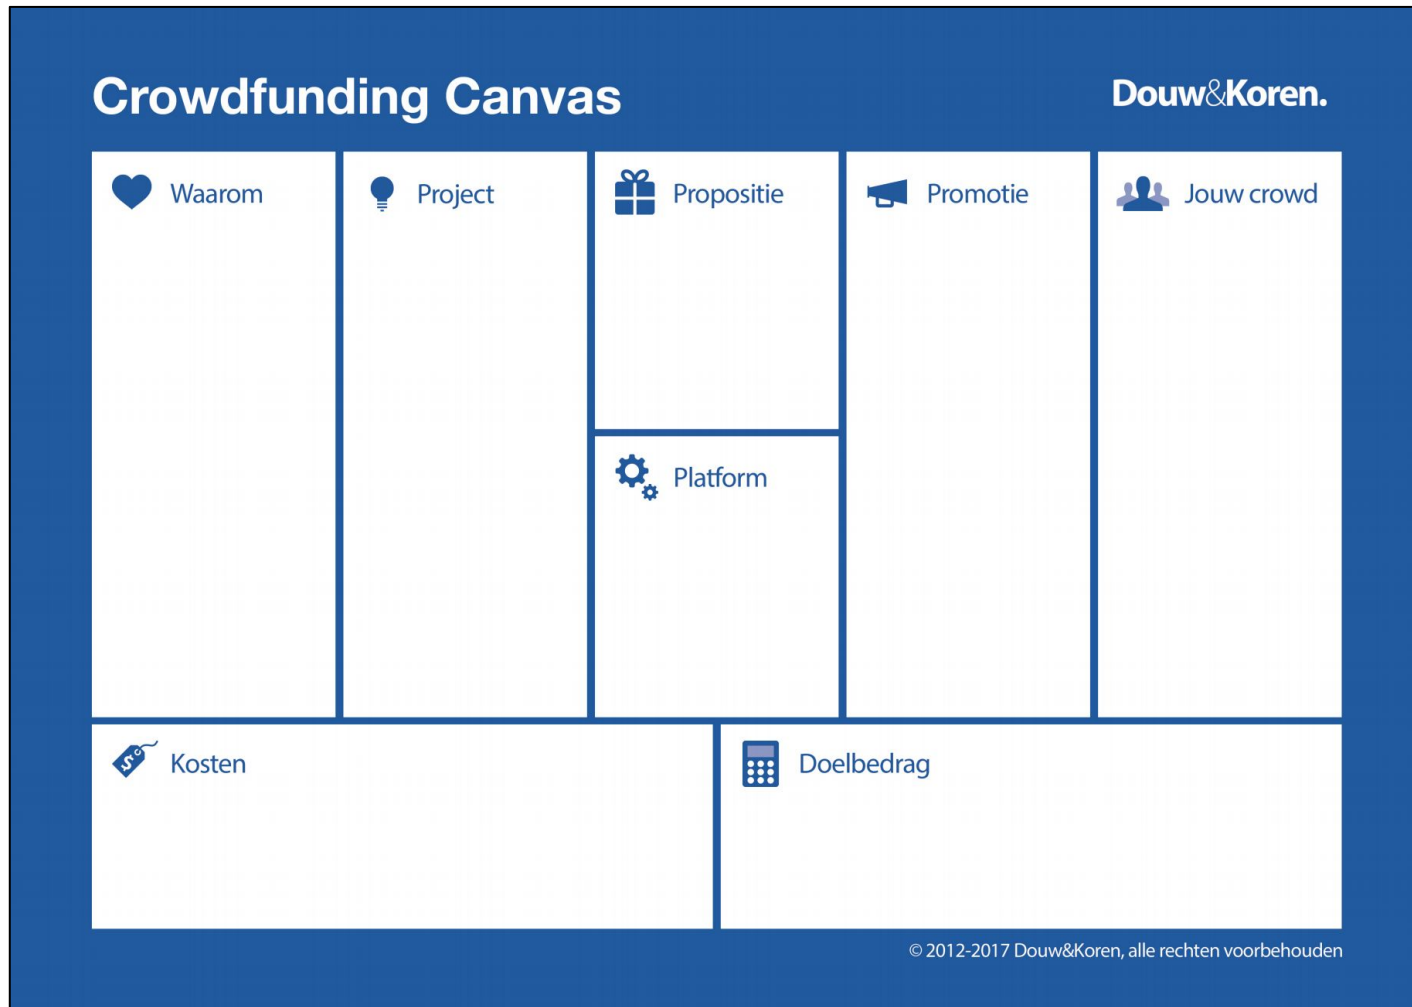 Crowdfunding Canvas
Douw&Koren.
Waarom
Project
Propositie
Promotie
Jouw crowd
Platform
Kosten
Doelbedrag
© 2012-2017 Douw&Koren, alle rechten voorbehouden